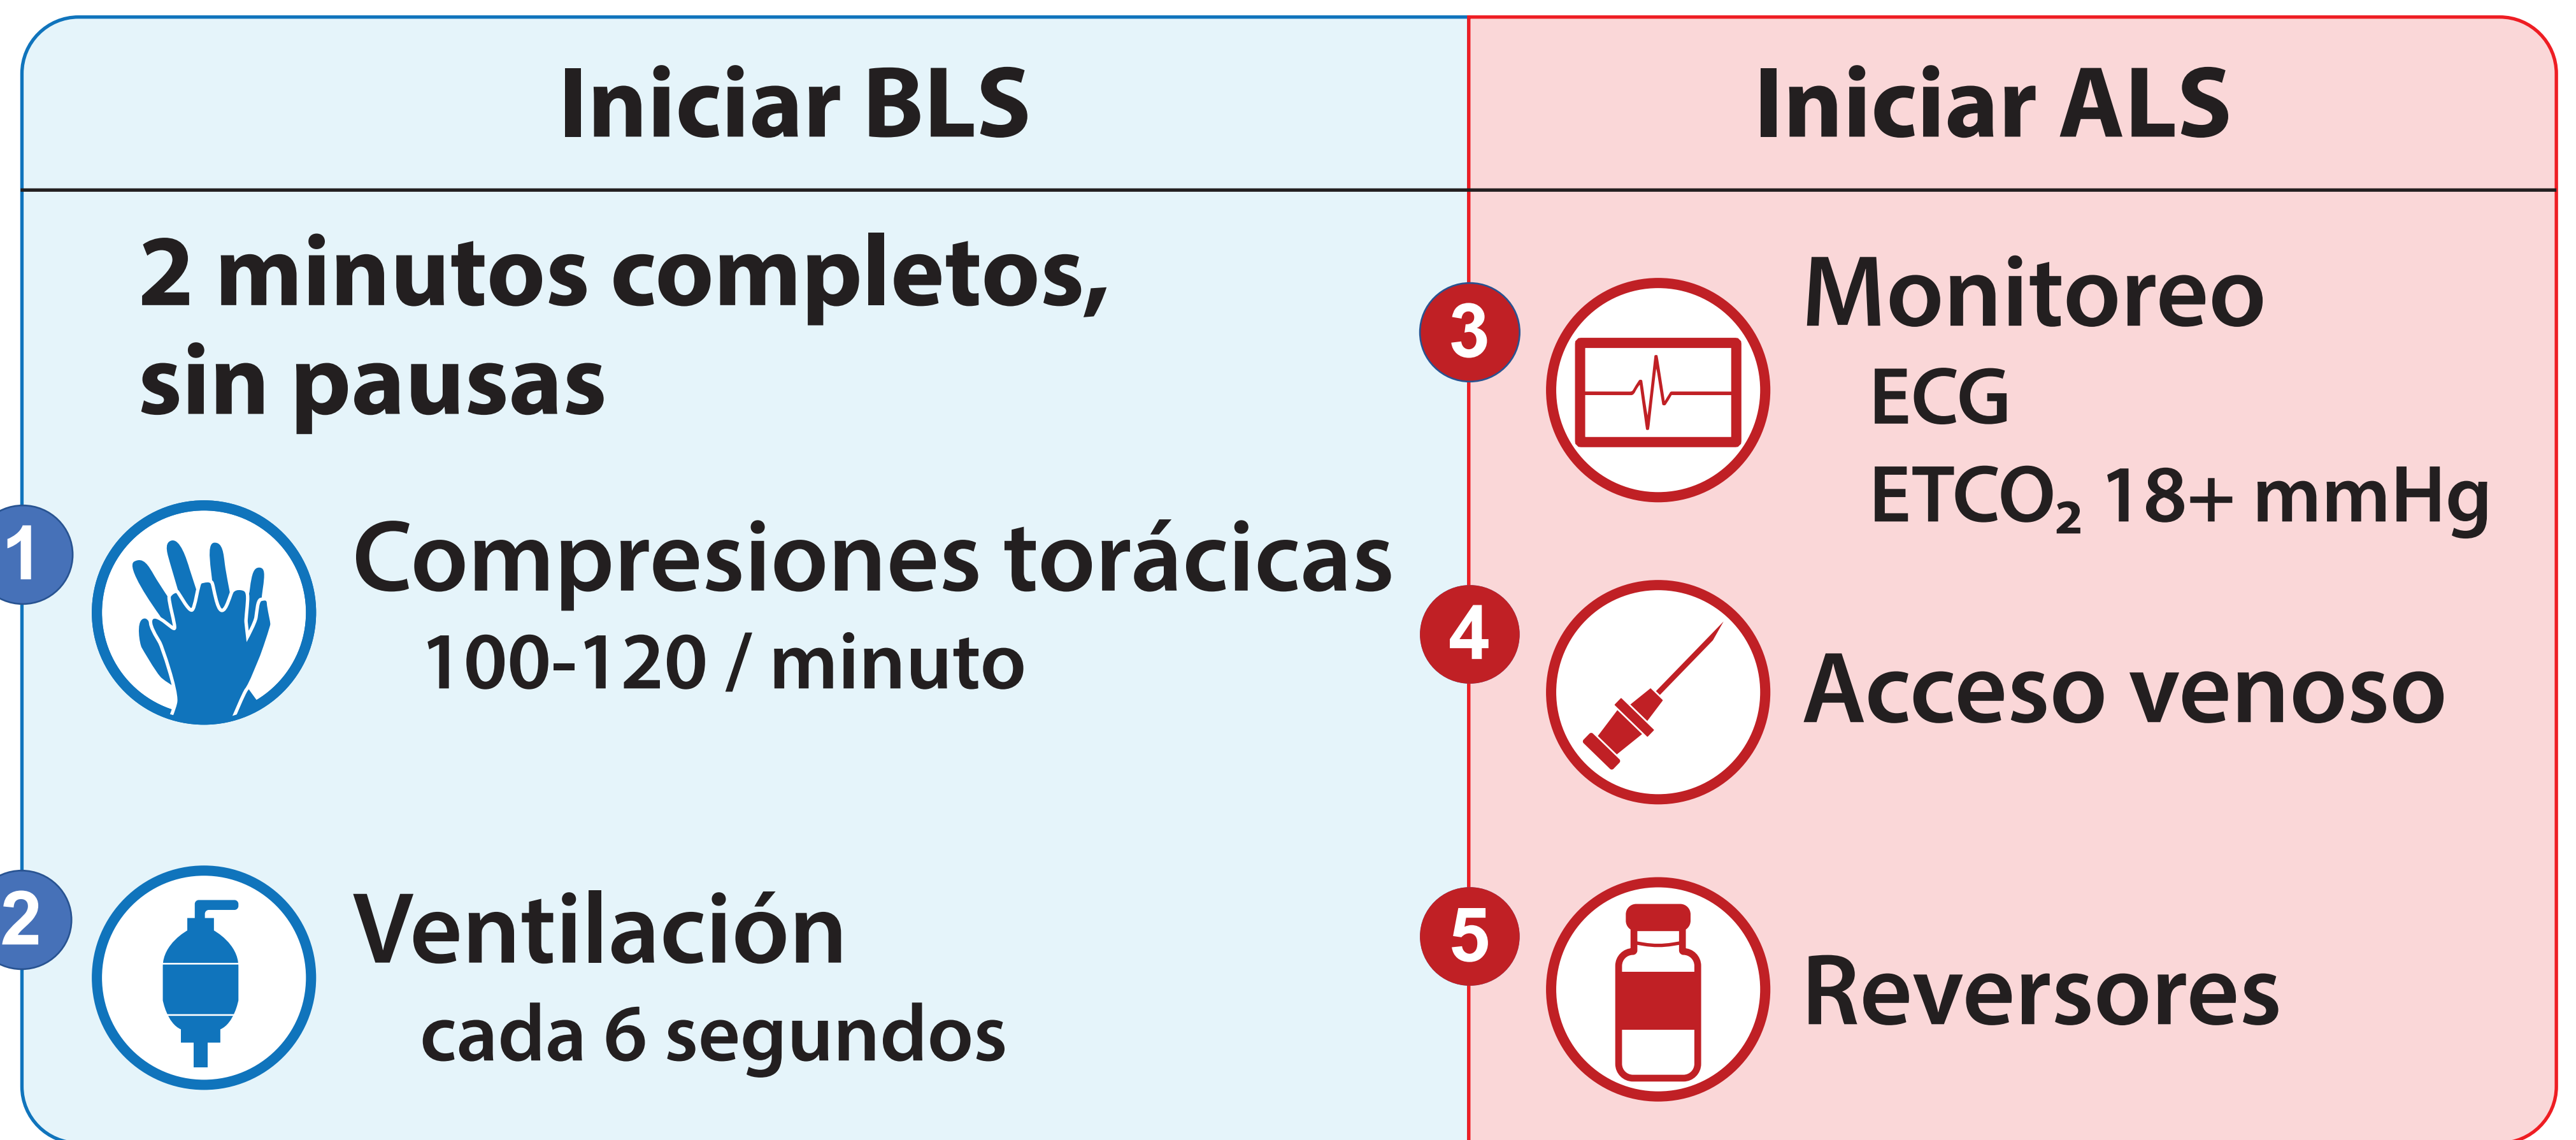 Iniciar BLS
2 minutos completos,
sin pausas
1
Compresiones torácicas
100-120 / minuto
2
Ventilación
cada 6 segundos
Iniciar ALS
3
Monitoreo
ECG
ETCO₂ 18+ mmHg
4
Acceso venoso
5
Reversores